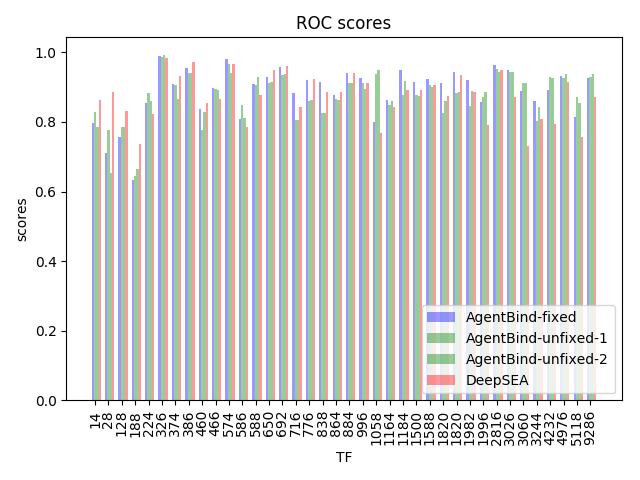 ROC scores
scores
1.0
0.8
0.6
0.4
0.2
0.0
AgentBind-fixed
AgentBind-unfixed-1
AgentBind-unfixed-2
DeepSEA
14 28 128 188 224 326 374 386 460 466 574 586 588 650 692 716 776 838 864 884 996 1058 1164 1184 1500 1588 1820 1820 1982 1996 2816 3026 3060 3244 4232 4976 5118 9286
TF